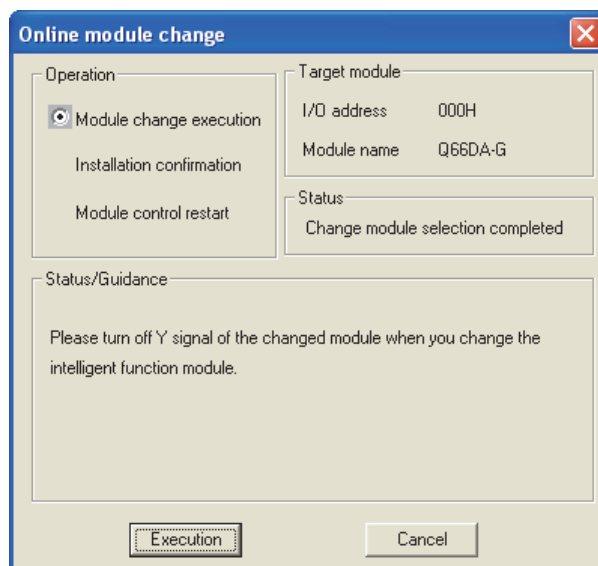 Online module change
Operation
Module change execution
Installation confirmation
Module control restart
Target module
I/O address 000H
Module name Q66DA-G
Status
Change module selection completed
Status/Guidance
Please turn off Y signal of the changed module when you change the
intelligent function module.
Execution Cancel